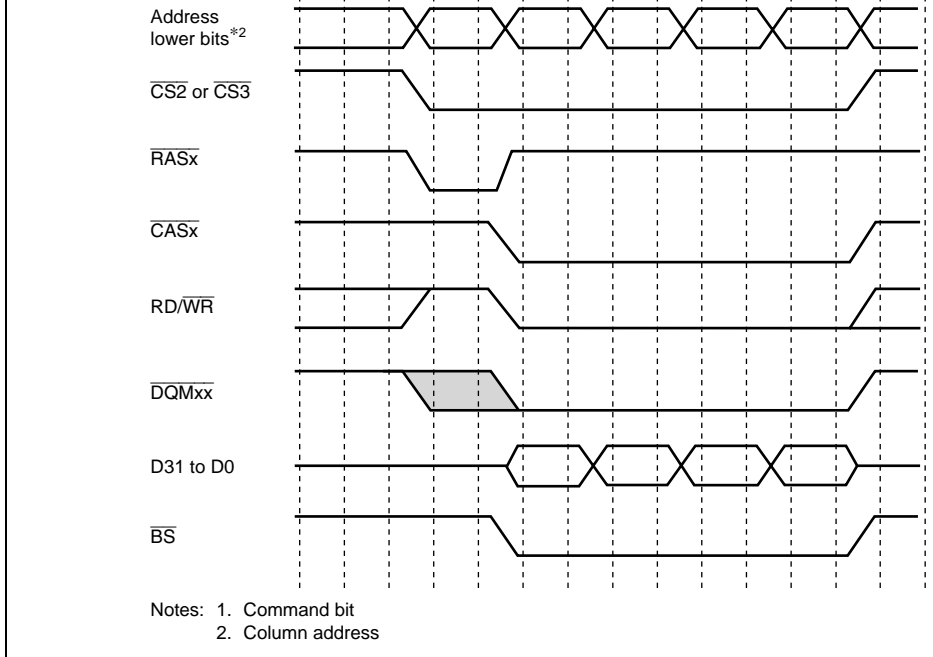 Address
lower bits*2
CS2 or CS3
RASx
CASx
RD/WR
DQMxx
D31 to D0
BS
Notes: 1. Command bit
2. Column address